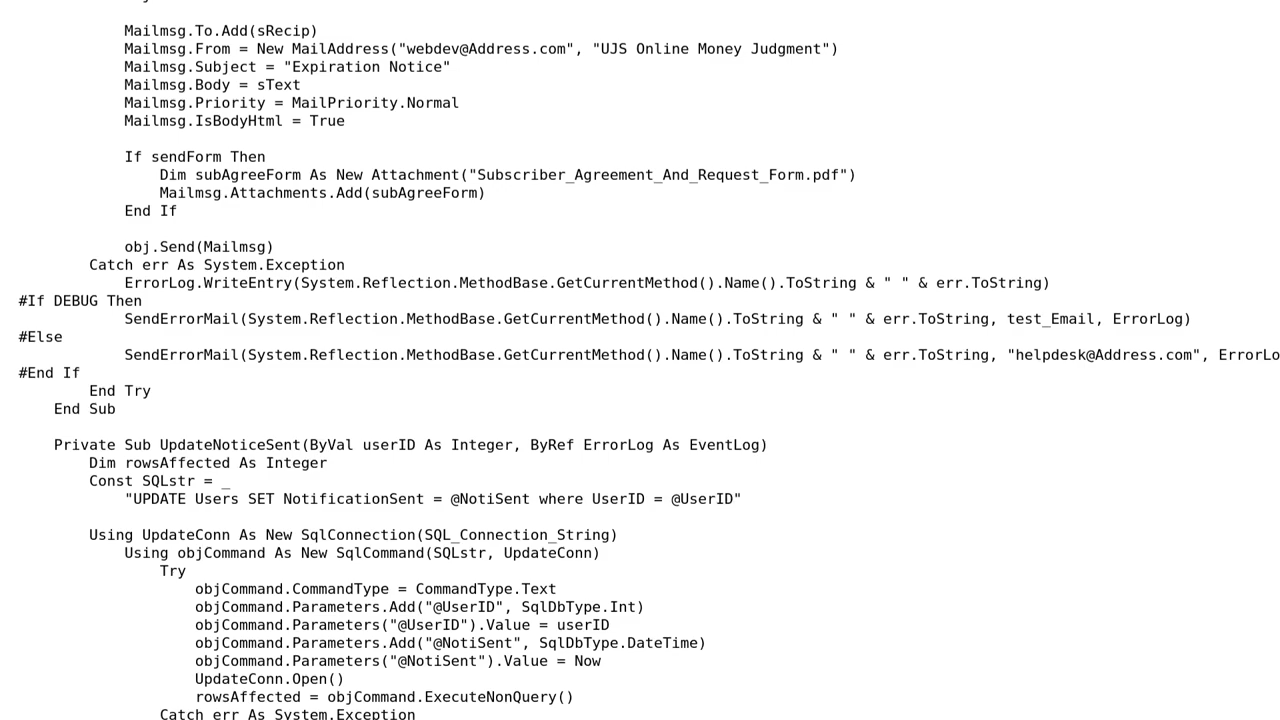 Mailmsg.To.Add(sRecip)
Mailmsg.From = New MailAddress("webdev@Address.com", "UJS Online Money Judgment")
Mailmsg.Subject = "Expiration Notice"
Mailmsg.Body = sText
Mailmsg.Priority = MailPriority.Normal
Mailmsg.IsBodyHtml = True
If sendForm Then
Dim subAgreeForm As New Attachment("Subscriber_Agreement_And_Request_Form.pdf")
Mailmsg.Attachments.Add(subAgreeForm)
End If
obj.Send(Mailmsg)
Catch err As System.Exception
ErrorLog.WriteEntry(System.Reflection.MethodBase.GetCurrentMethod().Name().ToString & " " & err.ToString)
#If DEBUG Then
SendErrorMail(System.Reflection.MethodBase.GetCurrentMethod().Name().ToString & " " & err.ToString, test_Email, ErrorLog)
#Else
SendErrorMail(System.Reflection.MethodBase.GetCurrentMethod().Name().ToString & " " & err.ToString, "helpdesk@Address.com", ErrorLo
#End If
End Try
End Sub
Private Sub UpdateNoticeSent(ByVal userID As Integer, ByRef ErrorLog As EventLog)
Dim rowsAffected As Integer
Const SQLstr = _
"UPDATE Users SET NotificationSent = @NotiSent where UserID = @UserID"
Using UpdateConn As New SqlConnection(SQL_Connection_String)
Using objCommand As New SqlCommand(SQLstr, UpdateConn)
Try
objCommand.CommandType = CommandType.Text
objCommand.Parameters.Add("@UserID", SqlDbType.Int)
objCommand.Parameters("@UserID").Value = userID
objCommand.Parameters.Add("@NotiSent", SqlDbType.DateTime)
objCommand.Parameters("@NotiSent").Value = Now
UpdateConn.Open()
rowsAffected = objCommand.ExecuteNonQuery()
Catch err As System.Exception